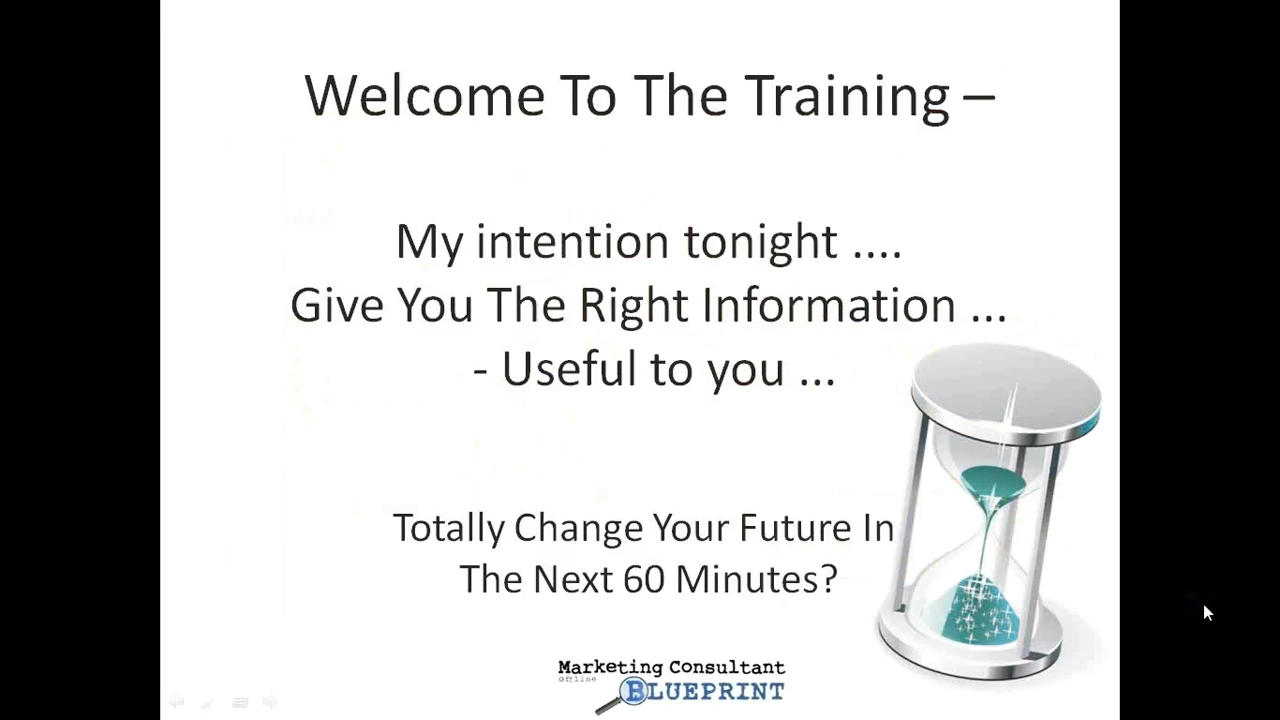 Welcome To The Training –
My intention tonight ....
Give You The Right Information ...
- Useful to you ...
Totally Change Your Future In
The Next 60 Minutes?
Marketing Consultant
Offline
BLUEPRINT